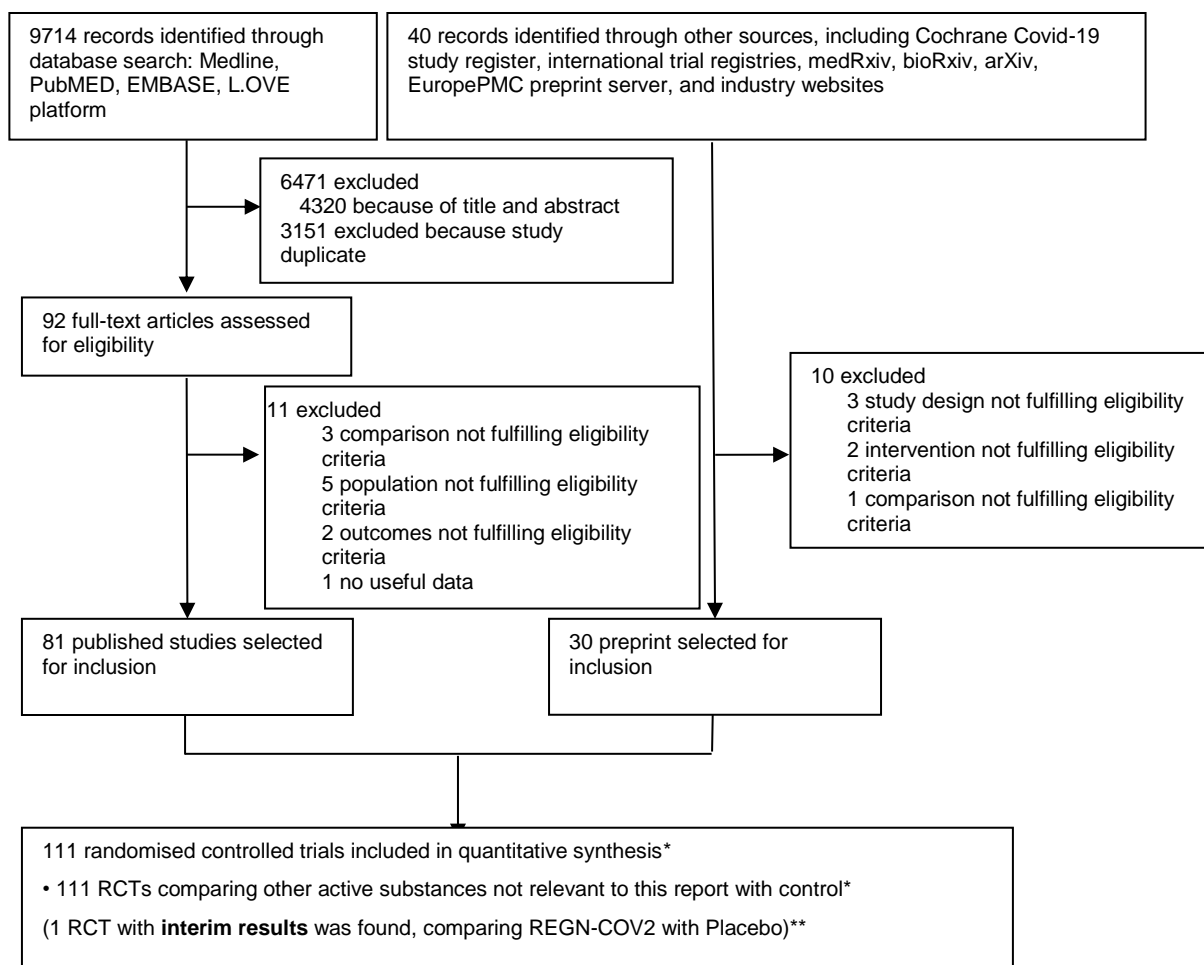 9714 records identified through
database search: Medline,
PubMED, EMBASE, L.OVE
platform
40 records identified through other sources, including Cochrane Covid-19
study register, international trial registries, medRxiv, bioRxiv, arXiv,
EuropePMC preprint server, and industry websites
6471 excluded
4320 because of title and abstract
3151 excluded because study
duplicate
92 full-text articles assessed
for eligibility
11 excluded
3 comparison not fulfilling eligibility
criteria
5 population not fulfilling eligibility
criteria
2 outcomes not fulfilling eligibility
criteria
1 no useful data
10 excluded
3 study design not fulfilling eligibility
criteria
2 intervention not fulfilling eligibility
criteria
1 comparison not fulfilling eligibility
criteria
81 published studies selected
for inclusion
30 preprint selected for
inclusion
111 randomised controlled trials included in quantitative synthesis*
• 111 RCTs comparing other active substances not relevant to this report with control*
(1 RCT with interim results was found, comparing REGN-COV2 with Placebo)**